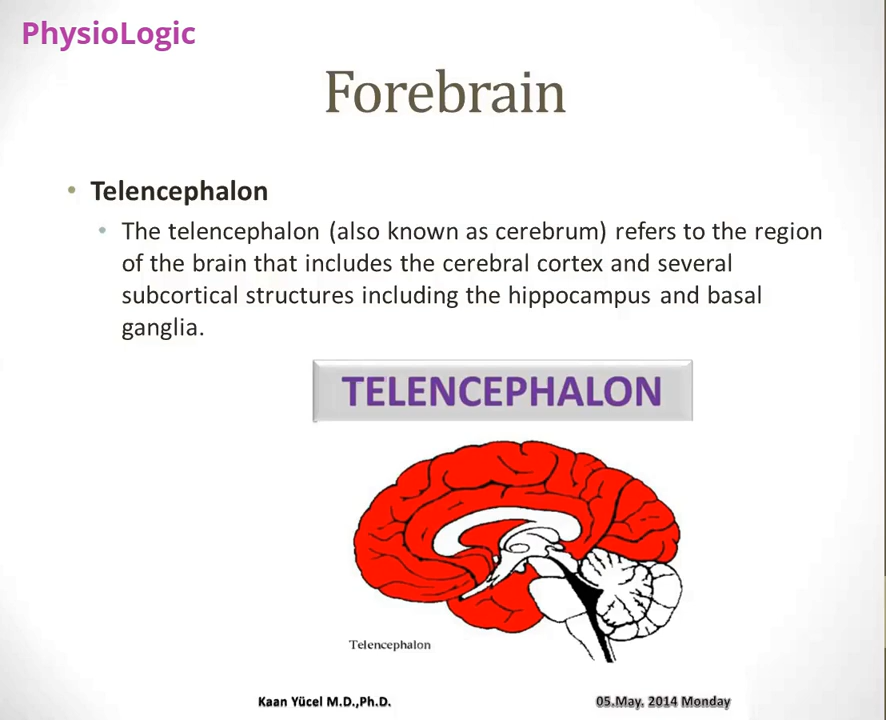 PhysioLogic
Forebrain
• Telencephalon
• The telencephalon (also known as cerebrum) refers to the region
of the brain that includes the cerebral cortex and several
subcortical structures including the hippocampus and basal
ganglia.
TELENCEPHALON
Telencephalon
Kaan Yücel M.D.,Ph.D.
05.May. 2014 Monday